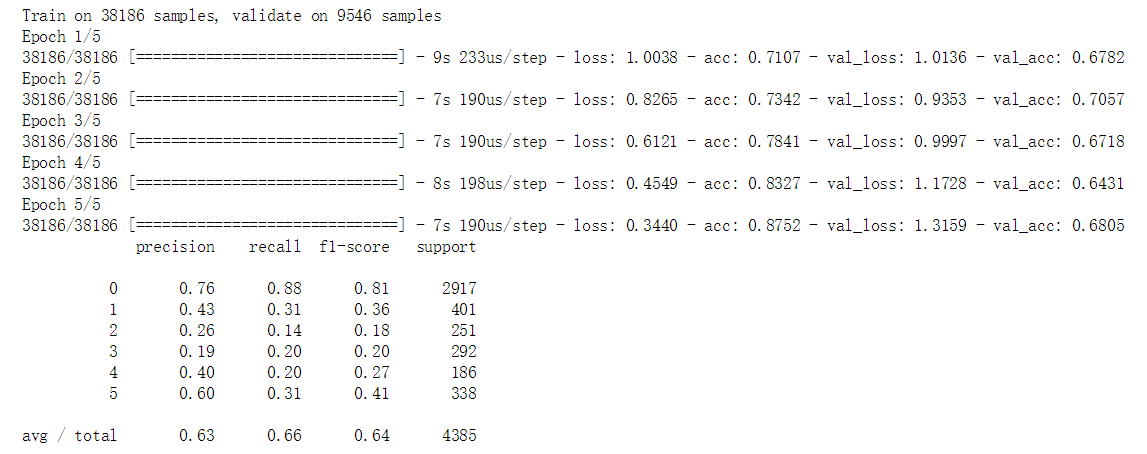 Train on 38186 samples, validate on 9546 samples
Epoch 1/5
38186/38186 [==============================] - 9s 233us/step - loss: 1.0038 - acc: 0.7107 - val_loss: 1.0136 - val_acc: 0.6782
Epoch 2/5
38186/38186 [==============================] - 7s 190us/step - loss: 0.8265 - acc: 0.7342 - val_loss: 0.9353 - val_acc: 0.7057
Epoch 3/5
38186/38186 [==============================] - 7s 190us/step - loss: 0.6121 - acc: 0.7841 - val_loss: 0.9997 - val_acc: 0.6718
Epoch 4/5
38186/38186 [==============================] - 8s 198us/step - loss: 0.4549 - acc: 0.8327 - val_loss: 1.1728 - val_acc: 0.6431
Epoch 5/5
38186/38186 [==============================] - 7s 190us/step - loss: 0.3440 - acc: 0.8752 - val_loss: 1.3159 - val_acc: 0.6805
precision recall f1-score support
0 0.76 0.88 0.81 2917
1 0.43 0.31 0.36 401
2 0.26 0.14 0.18 251
3 0.19 0.20 0.20 292
4 0.40 0.20 0.27 186
5 0.60 0.31 0.41 338
avg / total 0.63 0.66 0.64 4385